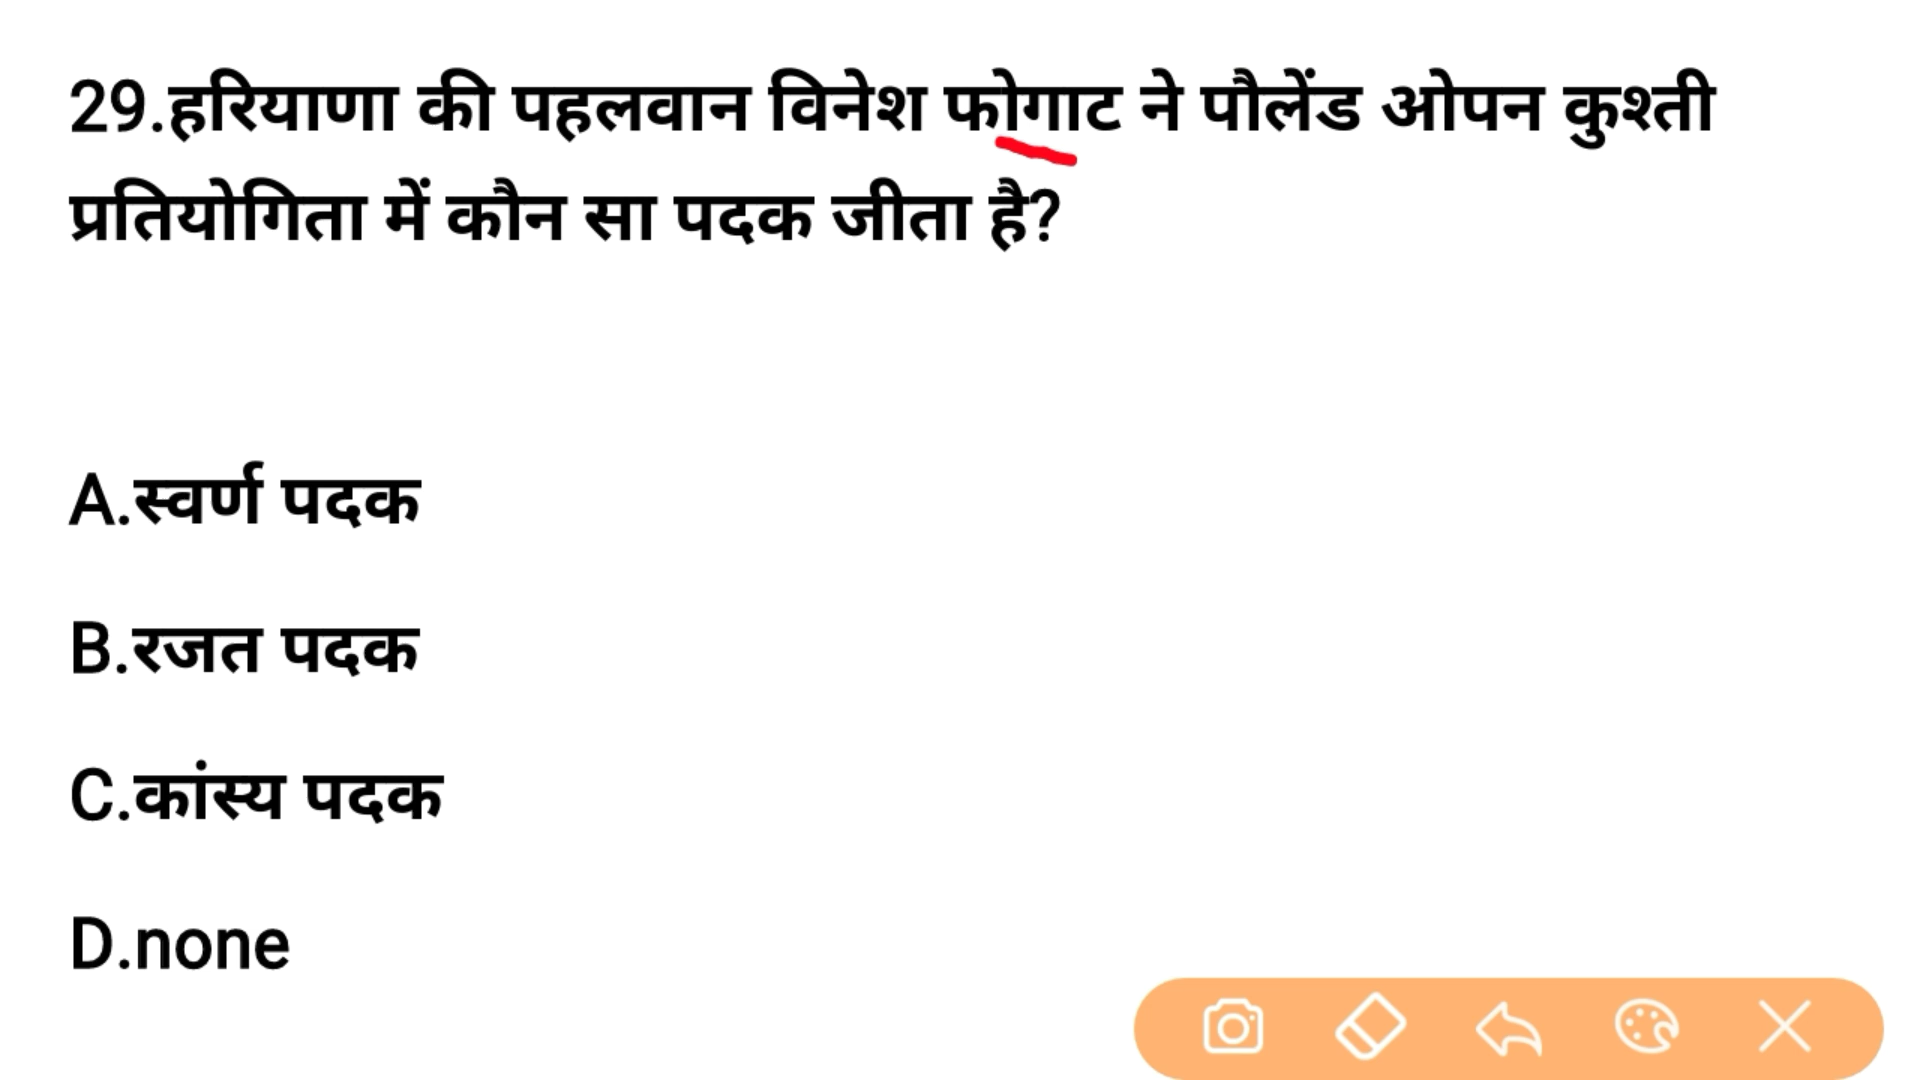 29.हरियाणा की पहलवान विनेश फोगाट ने पौलेंड ओपन कुश्ती
प्रतियोगिता में कौन सा पदक जीता है?
A.स्वर्ण पदक
B.रजत पदक
C.कांस्य पदक
D.none